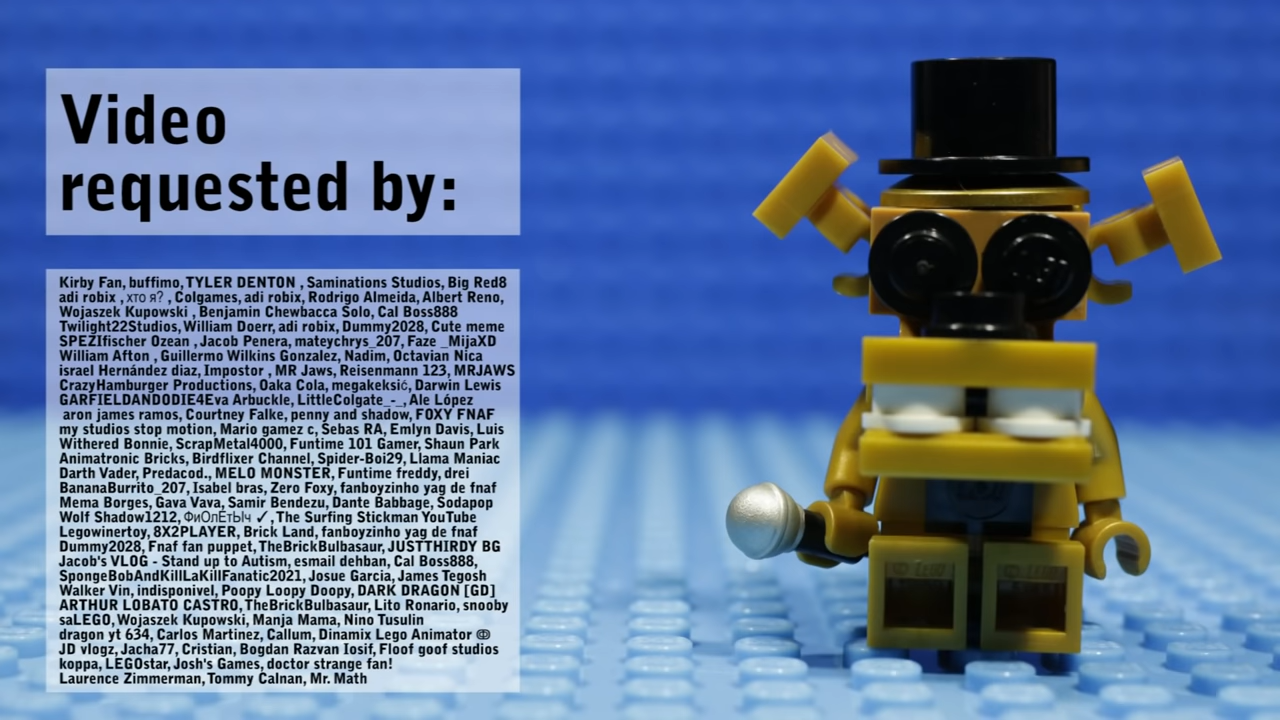 Video
requested by:
Kirby Fan, buffimo, TYLER DENTON , Saminations Studios, Big Red8
adi robix , хто я? , Colgames, adi robix, Rodrigo Almeida, Albert Reno,
Wojaszek Kupowski , Benjamin Chewbacca Solo, Cal Boss888
Twilight22Studios, William Doerr, adi robix, Dummy2028, Cute meme
SPEZIfischer Ozean , Jacob Penera, mateychrys_207, Faze _MijaXD
William Afton , Guillermo Wilkins Gonzalez, Nadim, Octavian Nica
israel Hernández diaz, Impostor , MR Jaws, Reisenmann 123, MRJAWS
CrazyHamburger Productions, Oaka Cola, megakeksić, Darwin Lewis
GARFIELDANDODIE4Eva Arbuckle, LittleColgate_-_, Ale López
aron james ramos, Courtney Falke, penny and shadow, FOXY FNAF
my studios stop motion, Mario gamez c, Sebas RA, Emlyn Davis, Luis
Withered Bonnie, ScrapMetal4000, Funtime 101 Gamer, Shaun Park
Animatronic Bricks, Birdflixer Channel, Spider-Boi29, Llama Maniac
Darth Vader, Predacod., MELO MONSTER, Funtime freddy, drei
BananaBurrito_207, Isabel bras, Zero Foxy, fanboyzinho yag de fnaf
Mema Borges, Gava Vava, Samir Bendezu, Dante Babbage, Sodapop
Wolf Shadow1212, ФиОлЕтЫч ✓, The Surfing Stickman YouTube
Legowinertoy, 8X2PLAYER, Brick Land, fanboyzinho yag de fnaf
Dummy2028, Fnaf fan puppet, TheBrickBulbasaur, JUSTTHIRDY BG
Jacob's VLOG - Stand up to Autism, esmail dehban, Cal Boss888,
SpongeBobAndKillLaKillFanatic2021, Josue Garcia, James Tegosh
Walker Vin, indisponivel, Poopy Loopy Doopy, DARK DRAGON [GD]
ARTHUR LOBATO CASTRO, TheBrickBulbasaur, Lito Ronario, snooby
saLEGO, Wojaszek Kupowski, Manja Mama, Nino Tusulin
dragon yt 634, Carlos Martinez, Callum, Dinamix Lego Animator
JD vlogz, Jacha77, Cristian, Bogdan Razvan Iosif, Floof goof studios
koppa, LEGOstar, Josh's Games, doctor strange fan!
Laurence Zimmerman, Tommy Calnan, Mr. Math